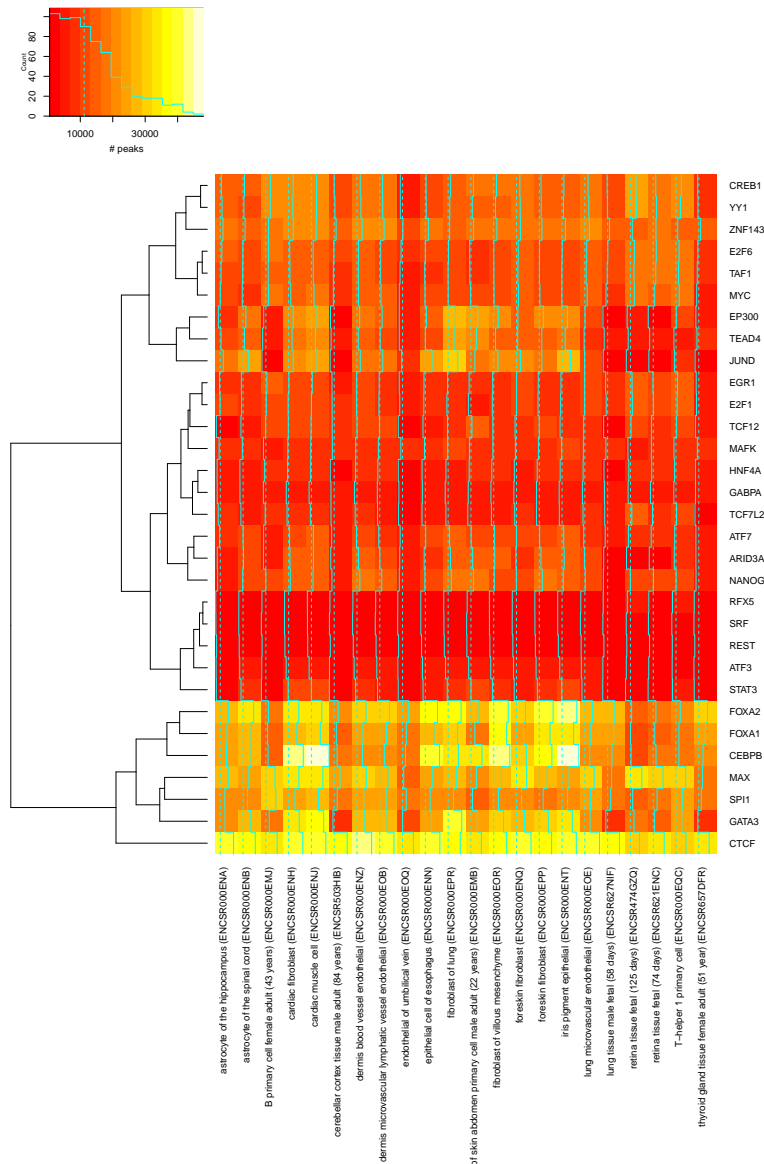 Count
0 20 40 60 80
10000 30000
# peaks
CREB1
YY1
ZNF143
E2F6
TAF1
MYC
EP300
TEAD4
JUND
EGR1
E2F1
TCF12
MAFK
HNF4A
GABPA
TCF7L2
ATF7
ARID3A
NANOG
RFX5
SRF
REST
ATF3
STAT3
FOXA2
FOXA1
CEBPB
MAX
SPI1
GATA3
CTCF
astrocyte of the hippocampus (ENCSR000ENA)
astrocyte of the spinal cord (ENCSR000ENB)
B primary cell female adult (43 years) (ENCSR000EMJ)
cardiac fibroblast (ENCSR000ENH)
cardiac muscle cell (ENCSR000ENJ)
cerebellar cortex tissue male adult (84 years) (ENCSR503HIB)
dermis blood vessel endothelial (ENCSR000ENZ)
dermis microvascular lymphatic vessel endothelial (ENCSR000EOB)
endothelial of umbilical vein (ENCSR000EOQ)
epithelial cell of esophagus (ENCSR000ENN)
fibroblast of lung (ENCSR000EPR)
of skin abdomen primary cell male adult (22 years) (ENCSR000EMB)
fibroblast of villous mesenchyme (ENCSR000EOR)
foreskin fibroblast (ENCSR000ENQ)
foreskin fibroblast (ENCSR000EPP)
iris pigment epithelial (ENCSR000ENT)
lung microvascular endothelial (ENCSR000EOE)
lung tissue male fetal (58 days) (ENCSR627NIF)
retina tissue fetal (125 days) (ENCSR474GZQ)
retina tissue fetal (74 days) (ENCSR621ENC)
T−helper 1 primary cell (ENCSR000EQC)
thyroid gland tissue female adult (51 year) (ENCSR657DFR)